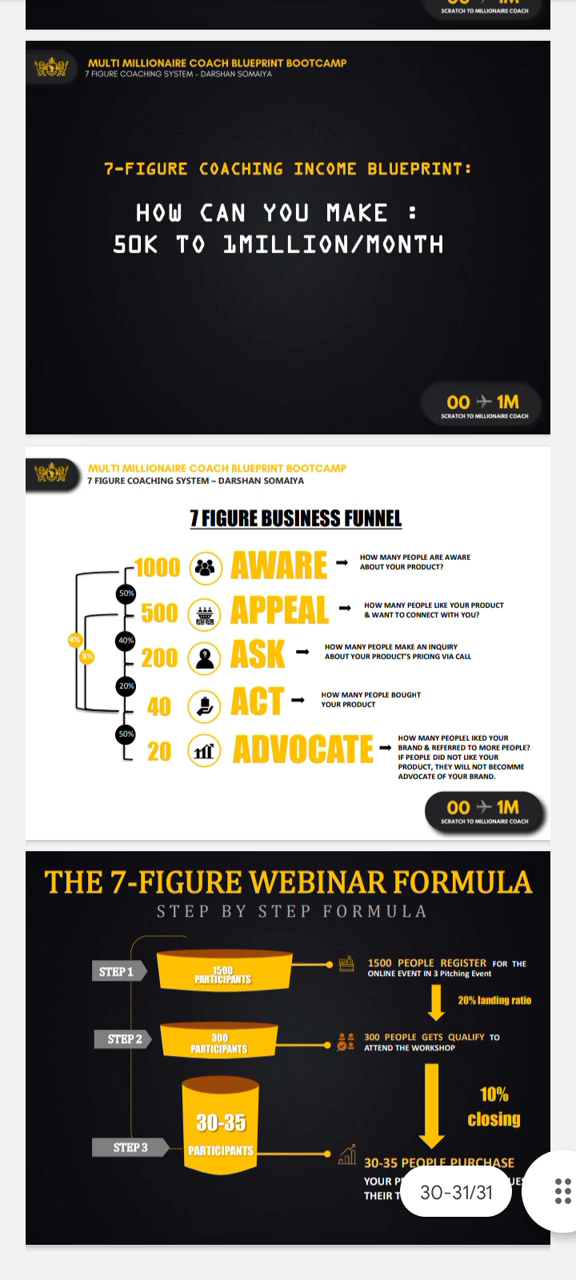 SCRATCH TO MILLIONAIRE COACH
MULTI MILLIONAIRE COACH BLUEPRINT BOOTCAMP
7 FIGURE COACHING SYSTEM - DARSHAN SOMAIYA
7-FIGURE COACHING INCOME BLUEPRINT:
HOW CAN YOU MAKE :
50K TO 1MILLION/MONTH
00 1M
SCRATCH TO MILLIONAIRE COACH
MULTI MILLIONAIRE COACH BLUEPRINT BOOTCAMP
7 FIGURE COACHING SYSTEM – DARSHAN SOMAIYA
7 FIGURE BUSINESS FUNNEL
1000 AWARE HOW MANY PEOPLE ARE AWARE
ABOUT YOUR PRODUCT?
50%
500 APPEAL HOW MANY PEOPLE LIKE YOUR PRODUCT
& WANT TO CONNECT WITH YOU?
40%
4%
8%
200 ASK HOW MANY PEOPLE MAKE AN INQUIRY
ABOUT YOUR PRODUCT'S PRICING VIA CALL
20%
40 ACT HOW MANY PEOPLE BOUGHT
YOUR PRODUCT
50%
20 ADVOCATE HOW MANY PEOPLEL IKED YOUR
BRAND & REFERRED TO MORE PEOPLE?
IF PEOPLE DID NOT LIKE YOUR
PRODUCT, THEY WILL NOT BECOMME
ADVOCATE OF YOUR BRAND.
00 1M
SCRATCH TO MILLIONAIRE COACH
THE 7-FIGURE WEBINAR FORMULA
STEP BY STEP FORMULA
STEP 1
1500
PARTICIPANTS
1500 PEOPLE REGISTER FOR THE
ONLINE EVENT IN 3 Pitching Event
20% landing ratio
STEP 2
300
PARTICIPANTS
300 PEOPLE GETS QUALIFY TO
ATTEND THE WORKSHOP
10%
closing
STEP 3
30-35
PARTICIPANTS
30-35 PEOPLE PURCHASE
YOUR
THEIR
30-31/31